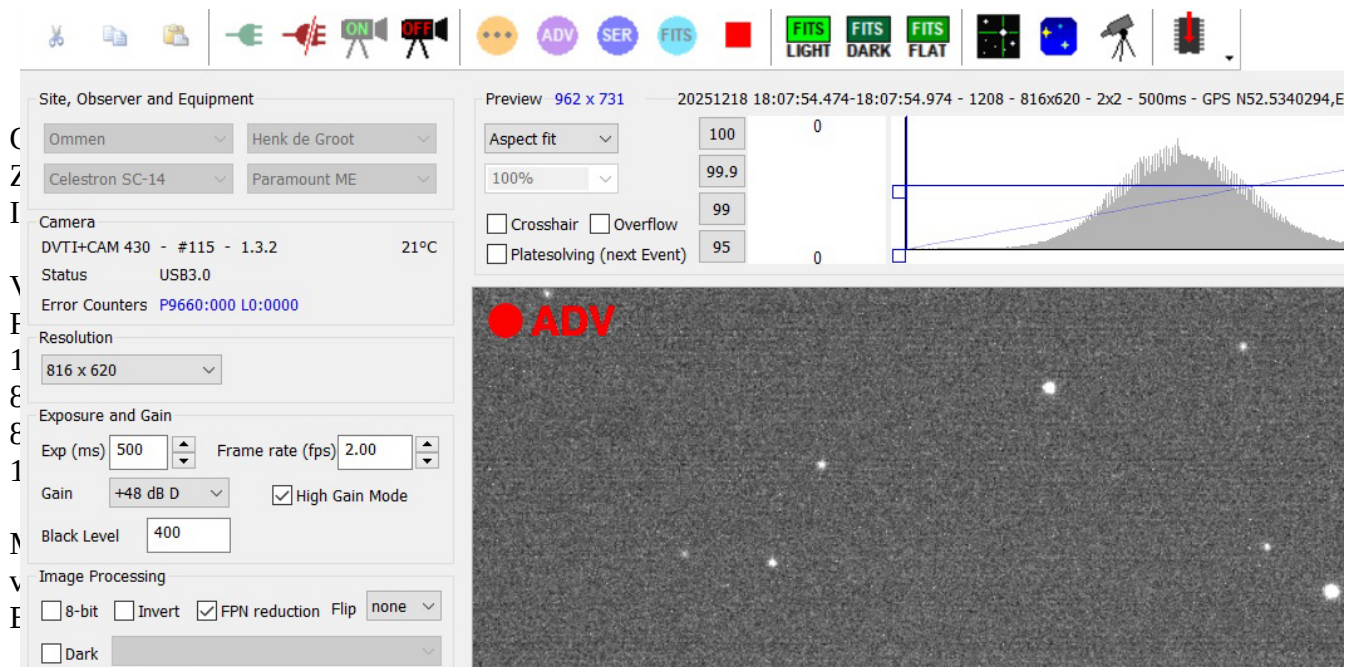 ON OFF ADV SER FITS FITS LIGHT FITS DARK FITS FLAT
Site, Observer and Equipment
Ommen Henk de Groot
Celestron SC-14 Paramount ME
Camera
DVTI+CAM 430 - #115 - 1.3.2 21°C
Status USB3.0
Error Counters P9660:000 L0:0000
Resolution
816 x 620
Exposure and Gain
Exp (ms) 500 Frame rate (fps) 2.00
Gain +48 dB D High Gain Mode
Black Level 400
Image Processing
8-bit Invert FPN reduction Flip none
Dark
Preview 962 x 731 20251218 18:07:54.474-18:07:54.974 - 1208 - 816x620 - 2x2 - 500ms - GPS N52.5340294,E
Aspect fit 100 0
100% 99.9
Crosshair Overflow 99
Platesolving (next Event) 95 0
ADV